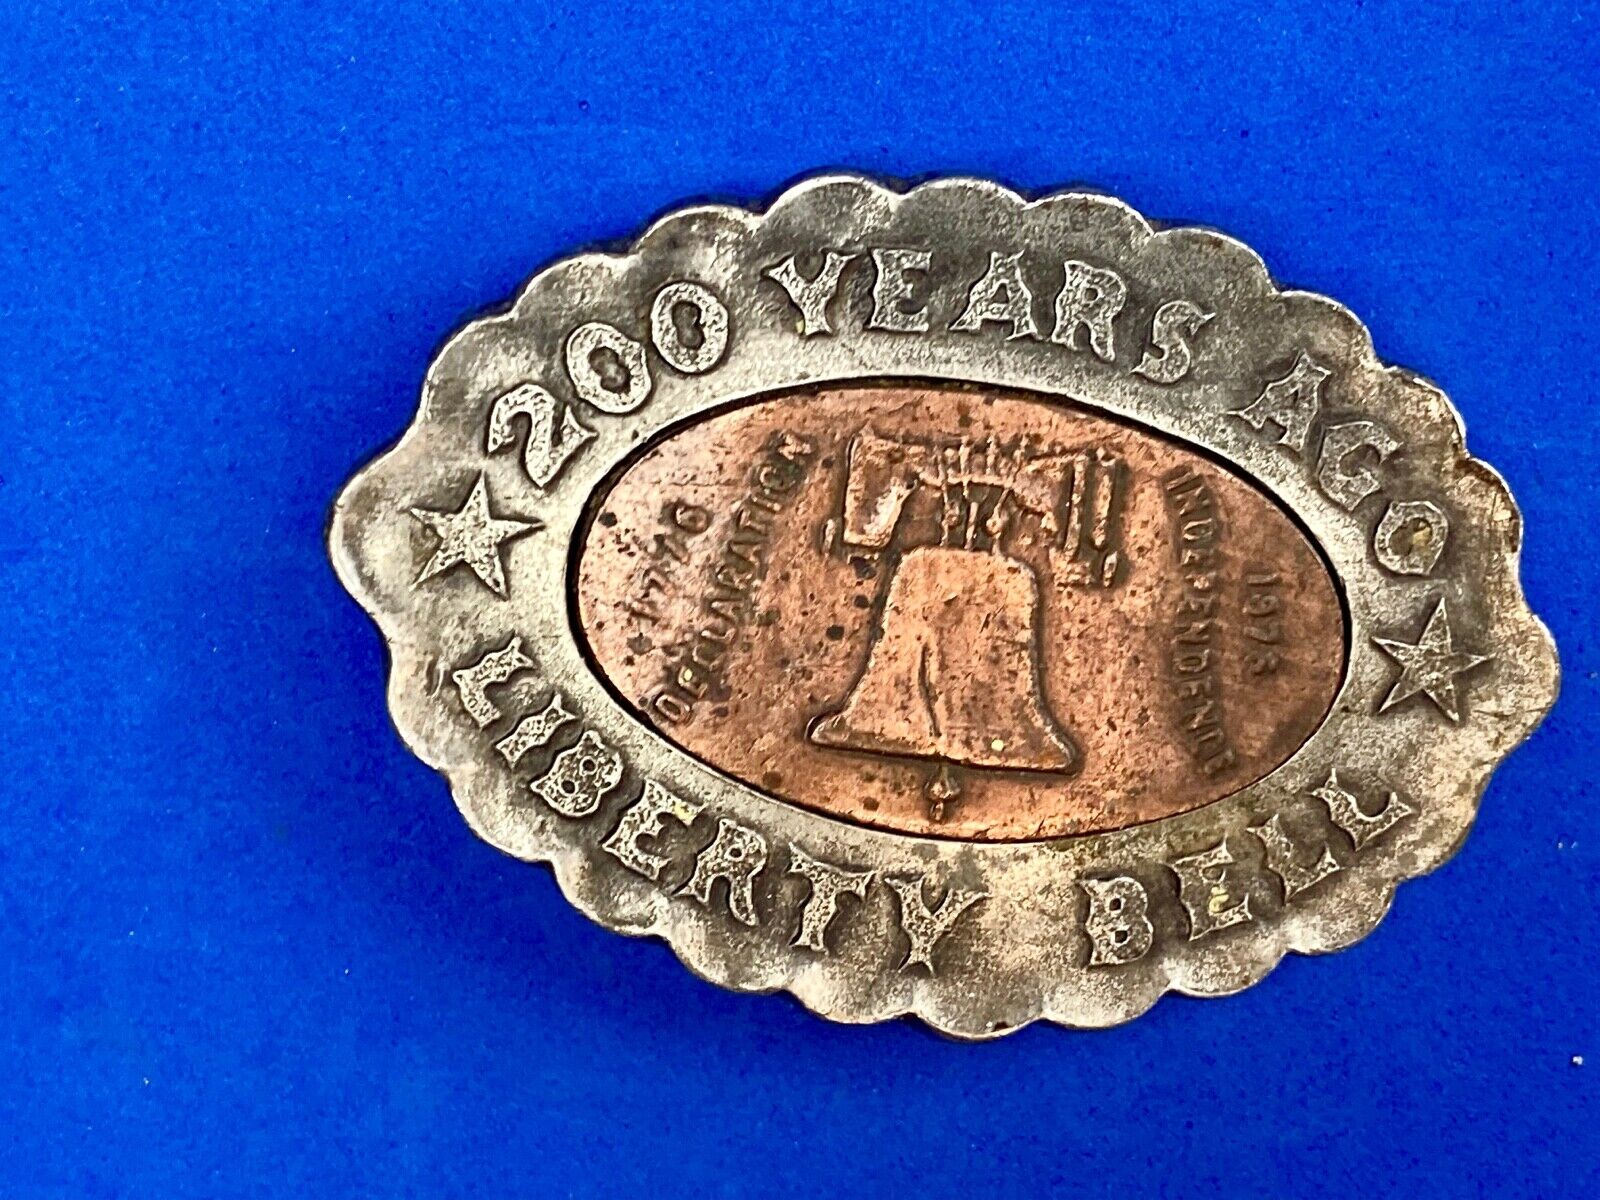 200 YEARS AGO
1776
DECLARATION
INDEPENDENCE
1976
LIBERTY BELL